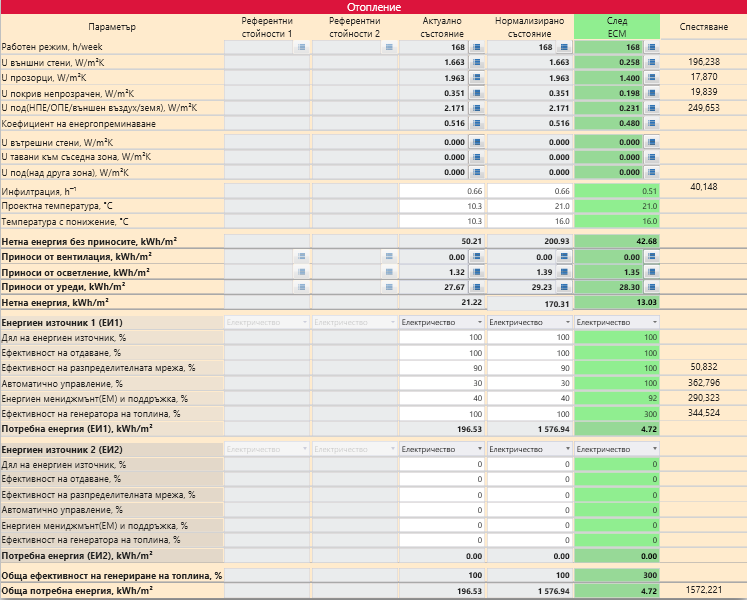 Отопление
Параметър Референтни стойности 1 Референтни стойности 2 Актуално състояние Нормализирано състояние След ЕСМ Спестяване
Работен режим, h/week 168 168 168
U външни стени, W/m²K 1.663 1.663 0.258 196,238
U прозорци, W/m²K 1.963 1.963 1.400 17,870
U покрив непрозрачен, W/m²K 0.351 0.351 0.198 19,839
U под(НПЕ/ОПЕ/външен въздух/земя), W/m²K 2.171 2.171 0.231 249,653
Коефициент на енергопреминаване 0.516 0.516 0.480
U вътрешни стени, W/m²K 0.000 0.000 0.000
U тавани към съседна зона, W/m²K 0.000 0.000 0.000
U под(над друга зона), W/m²K 0.000 0.000 0.000
Инфилтрация, h⁻¹ 0.66 0.66 0.51 40,148
Проектна температура, °C 10.3 21.0 21.0
Температура с понижение, °C 10.3 16.0 16.0
Нетна енергия без приносите, kWh/m² 50.21 200.93 42.68
Приноси от вентилация, kWh/m² 0.00 0.00 0.00
Приноси от осветление, kWh/m² 1.32 1.39 1.35
Приноси от уреди, kWh/m² 27.67 29.23 28.30
Нетна енергия, kWh/m² 21.22 170.31 13.03
Енергиен източник 1 (ЕИ1) Електричество Електричество Електричество Електричество Електричество
Дял на енергиен източник, % 100 100 100
Ефективност на отдаване, % 100 100 100
Ефективност на разпределителната мрежа, % 90 90 100 50,832
Автоматично управление, % 30 30 100 362,796
Енергиен мениджмънт(ЕМ) и поддръжка, % 40 40 92 290,323
Ефективност на генератора на топлина, % 100 100 300 344,524
Потребна енергия (ЕИ1), kWh/m² 196.53 1 576.94 4.72
Енергиен източник 2 (ЕИ2) Електричество Електричество Електричество Електричество Електричество
Дял на енергиен източник, % 0 0 0
Ефективност на отдаване, % 0 0 0
Ефективност на разпределителната мрежа, % 0 0 0
Автоматично управление, % 0 0 0
Енергиен мениджмънт(ЕМ) и поддръжка, % 0 0 0
Ефективност на генератора на топлина, % 0 0 0
Потребна енергия (ЕИ2), kWh/m² 0.00 0.00 0.00
Обща ефективност на генериране на топлина, % 100 100 300
Обща потребна енергия, kWh/m² 196.53 1 576.94 4.72 1572,221